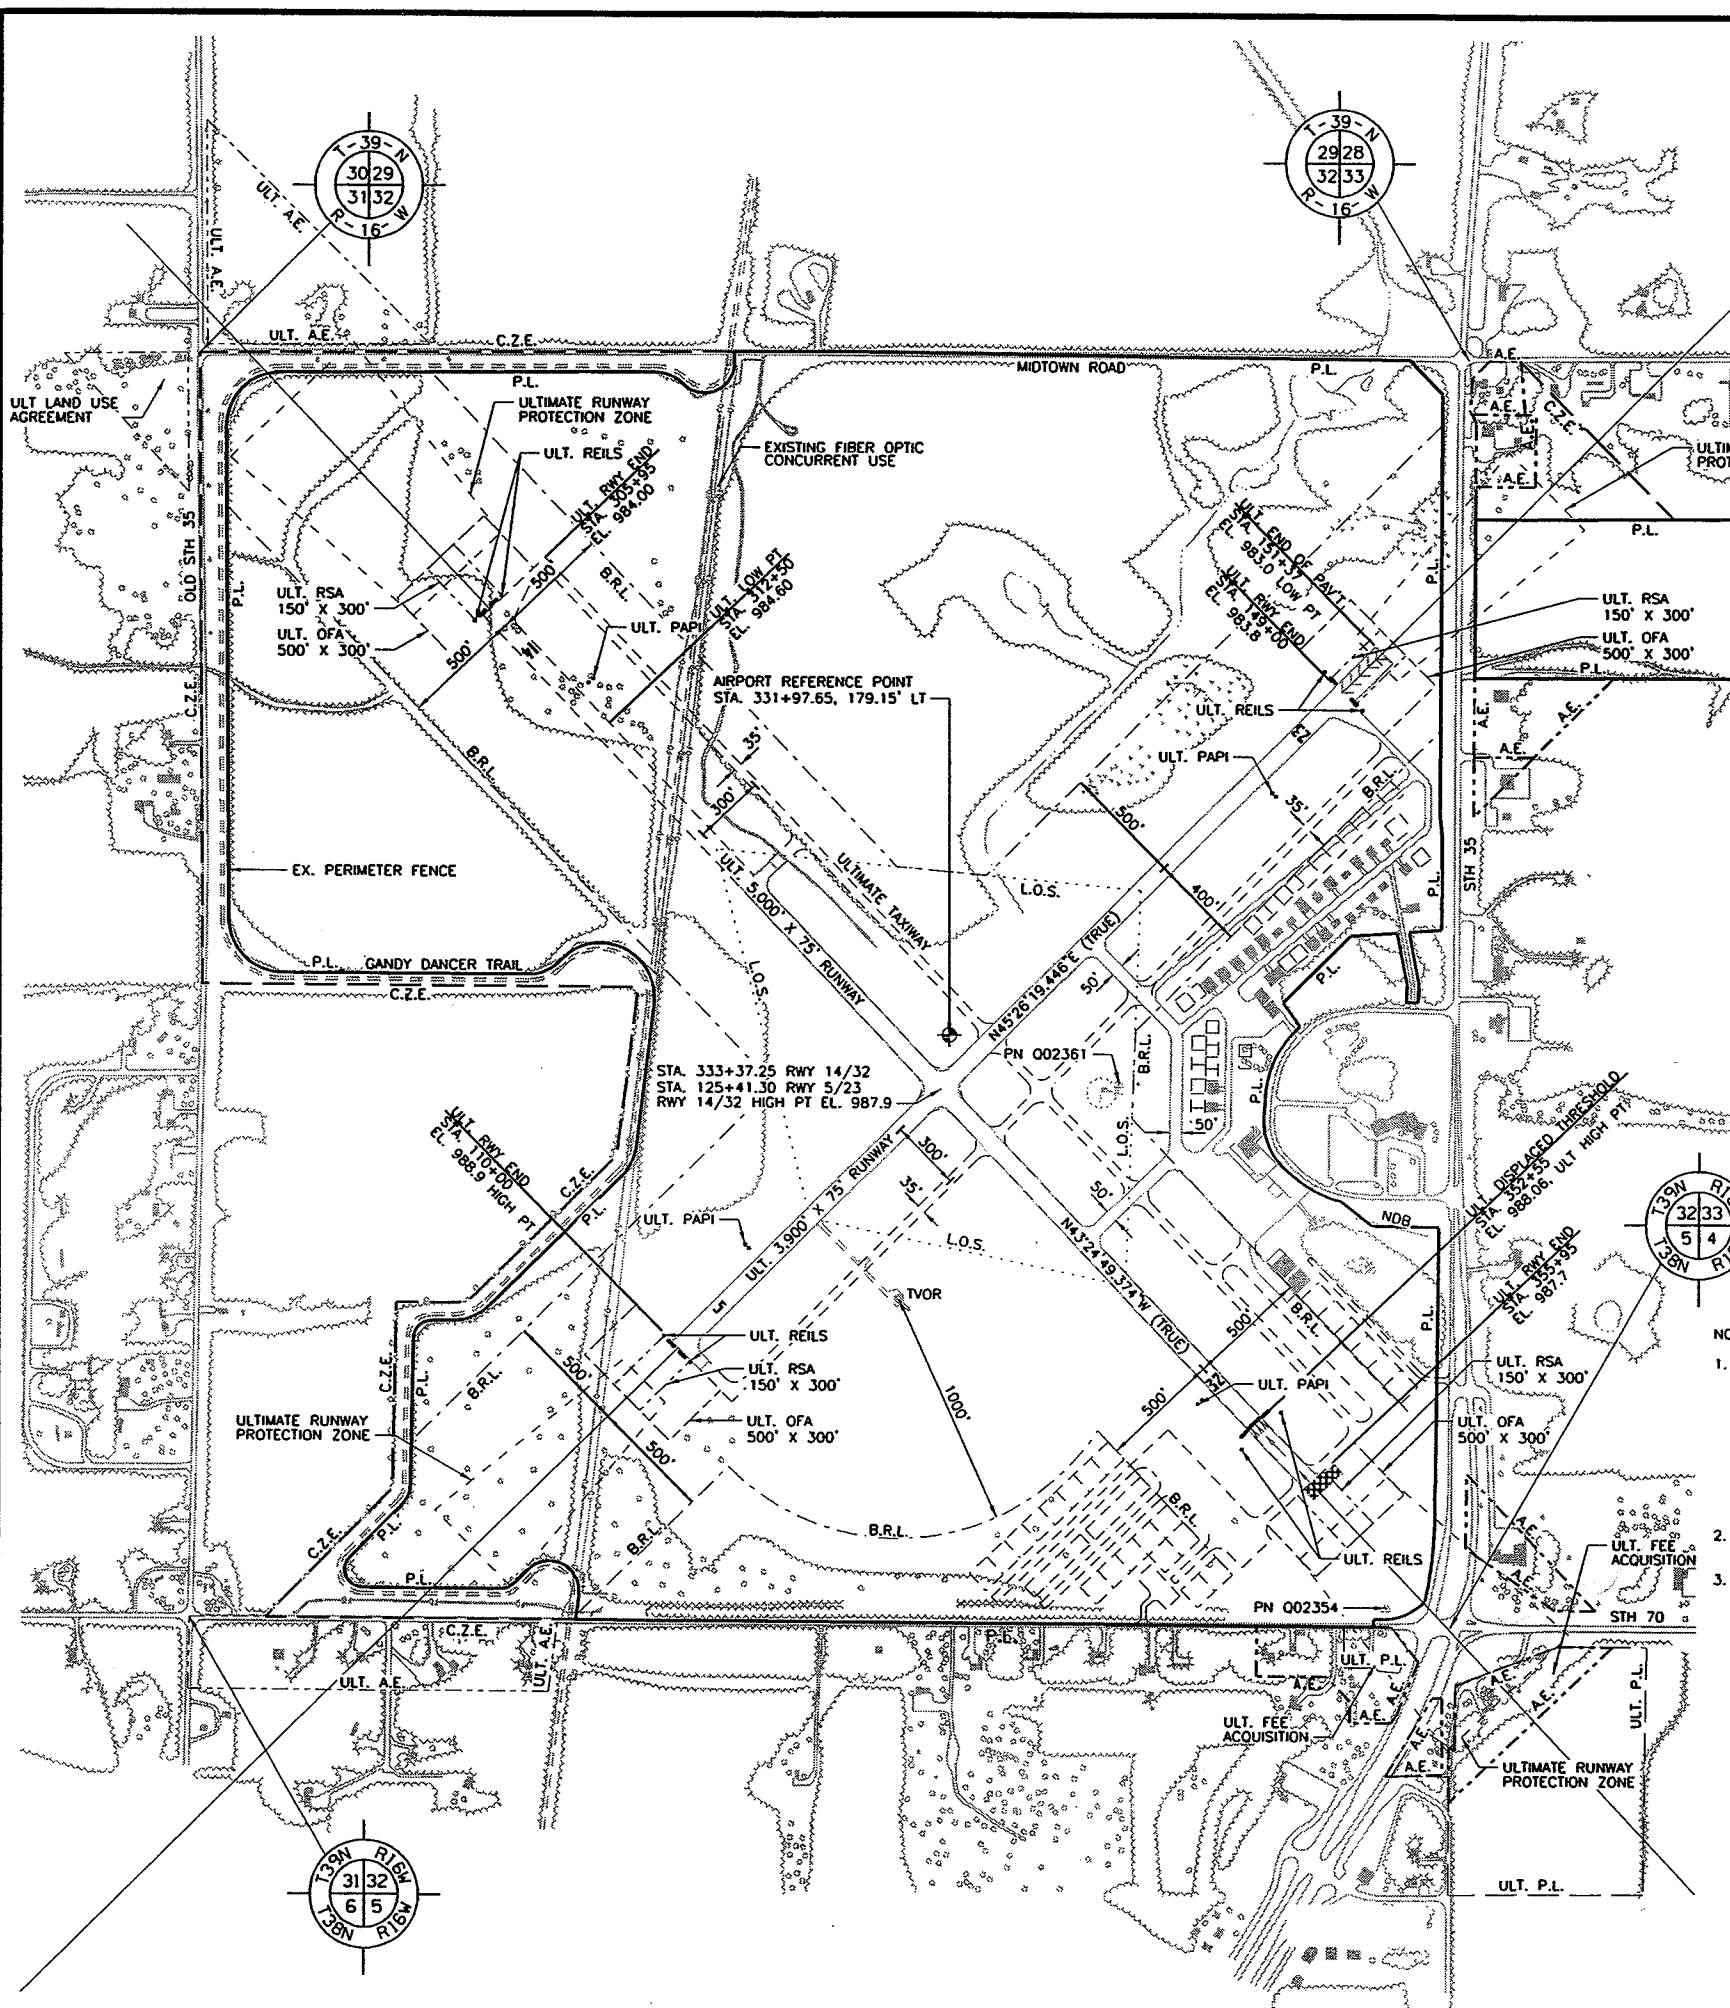 T-39-N
30 29
31 32
R-16-W
T-39-N
29 28
32 33
R-16-W
ULT. A.E.
ULT. A.E.
ULT. A.E.
C.Z.E.
P.L.
MIDTOWN ROAD
P.L.
A.E.
A.E.
A.E.
A.E.
C.Z.E.
ULT LAND USE
AGREEMENT
ULTIMATE RUNWAY
PROTECTION ZONE
ULT. REILS
EXISTING FIBER OPTIC
CONCURRENT USE
ULT. RWY END
STA. 305+95
EL. 984.00
OLD STH 35
P.L.
C.Z.E.
ULT. RSA
150' X 300'
ULT. OFA
500' X 300'
500'
500'
B.R.L.
ULT. PAPI
ULT. LOW PT
STA. 312+50
EL. 984.60
ULT. END OF PAV'T
STA. 151+37
EL. 983.0 LOW PT
ULT. RWY END
STA. 149+00
EL. 983.8
P.L.
P.L.
ULT. RSA
150' X 300'
ULT. OFA
500' X 300'
P.L.
A.E.
A.E.
A.E.
AIRPORT REFERENCE POINT
STA. 331+97.65, 179.15' LT
ULT. REILS
23
ULT. PAPI
35'
B.R.L.
B.R.L.
35'
300'
500'
400'
STH 35
P.L.
EX. PERIMETER FENCE
ULT. 5,000' X 75' RUNWAY
ULTIMATE TAXIWAY
L.O.S.
L.O.S.
N45°26'19.446"E (TRUE)
50'
P.L.
P.L.
GANDY DANCER TRAIL
C.Z.E.
PN 002361
B.R.L.
P.L.
50'
STA. 333+37.25 RWY 14/32
STA. 125+41.30 RWY 5/23
RWY 14/32 HIGH PT EL. 987.9
ULT. RWY END
STA. 110+00
EL. 988.9 HIGH PT
C.Z.E.
P.L.
ULT. PAPI
ULT. 3,900' X 75' RUNWAY
300'
35'
L.O.S.
L.O.S.
50'
N43°24'49.374"W (TRUE)
NDB
ULT. DISPLACED THRESHOLD
STA. 352+55
EL. 988.06, ULT HIGH PT
ULT. RWY END
STA. 355+95
EL. 987.7
T39N
32 33
5 4
T38N
TVOR
5
ULT. REILS
ULT. RSA
150' X 300'
ULT. OFA
500' X 300'
1000'
500'
500'
B.R.L.
C.Z.E.
P.L.
B.R.L.
500'
500'
32
ULT. PAPI
P.L.
ULT. RSA
150' X 300'
ULT. OFA
500' X 300'
1.
ULTIMATE RUNWAY
PROTECTION ZONE
C.Z.E.
P.L.
P.L.
B.R.L.
B.R.L.
B.R.L.
ULT. REILS
PN 002354
A.E.
A.E.
ULT. FEE
ACQUISITION
2.
3.
STH 70
C.Z.E.
ULT. A.E.
ULT. A.E.
P.L.
ULT. P.L.
A.E.
A.E.
A.E.
ULT. FEE
ACQUISITION
A.E.
A.E.
A.E.
A.E.
ULT. P.L.
ULTIMATE RUNWAY
PROTECTION ZONE
ULT. P.L.
T39N R16W
31 32
6 5
T38N R16W